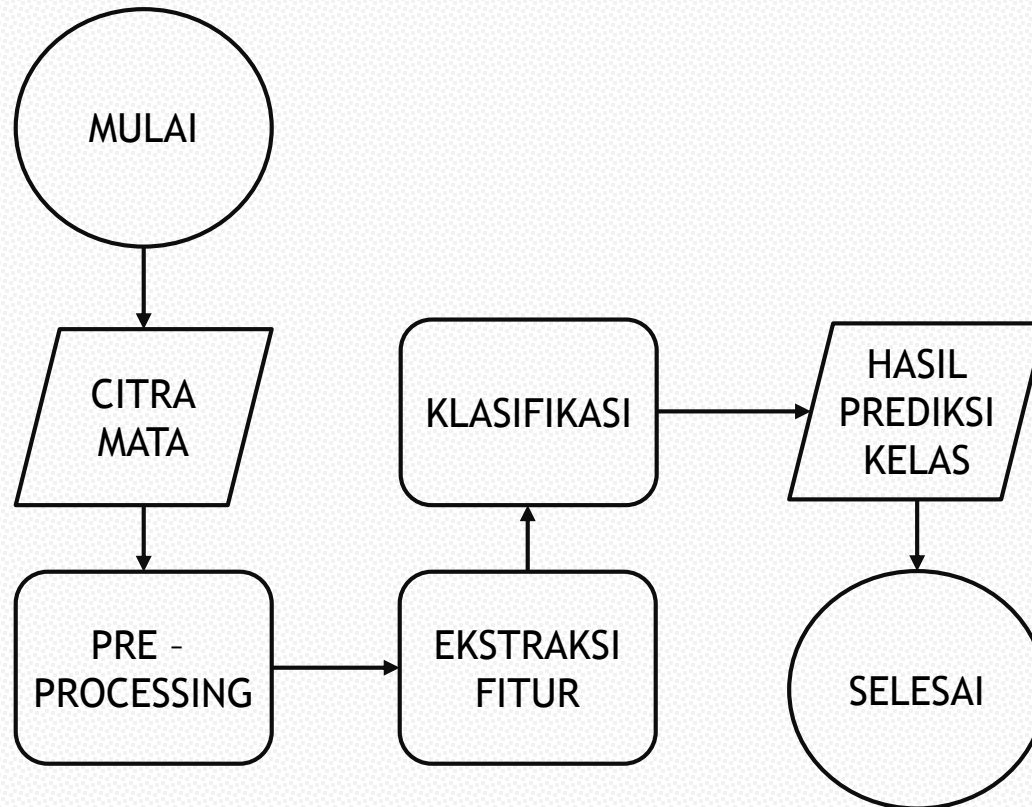 MULAI
CITRA
MATA
PRE –
PROCESSING
EKSTRAKSI
FITUR
KLASIFIKASI
HASIL
PREDIKSI
KELAS
SELESAI